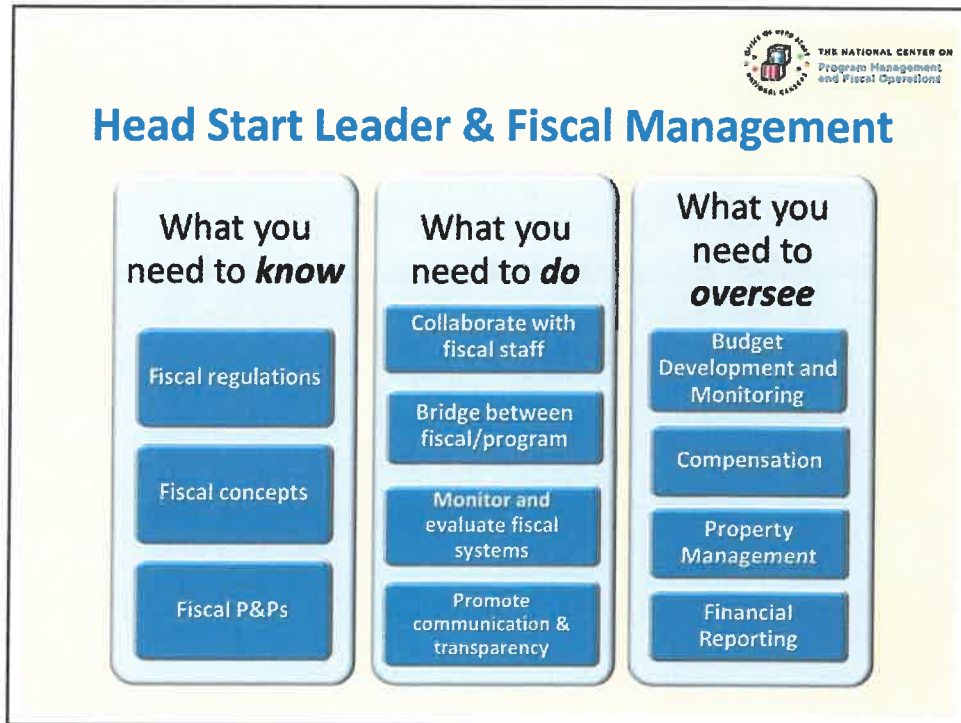 THE NATIONAL CENTER ON
Program Management
and Fiscal Operations
Head Start Leader & Fiscal Management
What you
need to know
Fiscal regulations
Fiscal concepts
Fiscal P&Ps
What you
need to do
Collaborate with
fiscal staff
Bridge between
fiscal/program
Monitor and
evaluate fiscal
systems
Promote
communication &
transparency
What you
need to
oversee
Budget
Development and
Monitoring
Compensation
Property
Management
Financial
Reporting